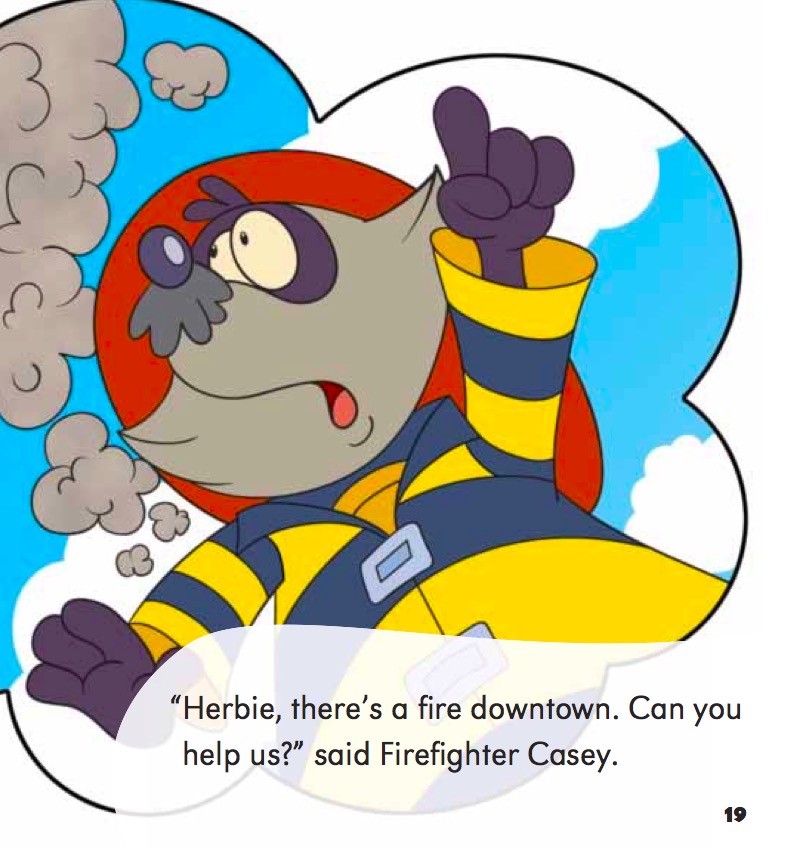 “Herbie, there’s a fire downtown. Can you
help us?” said Firefighter Casey.
19